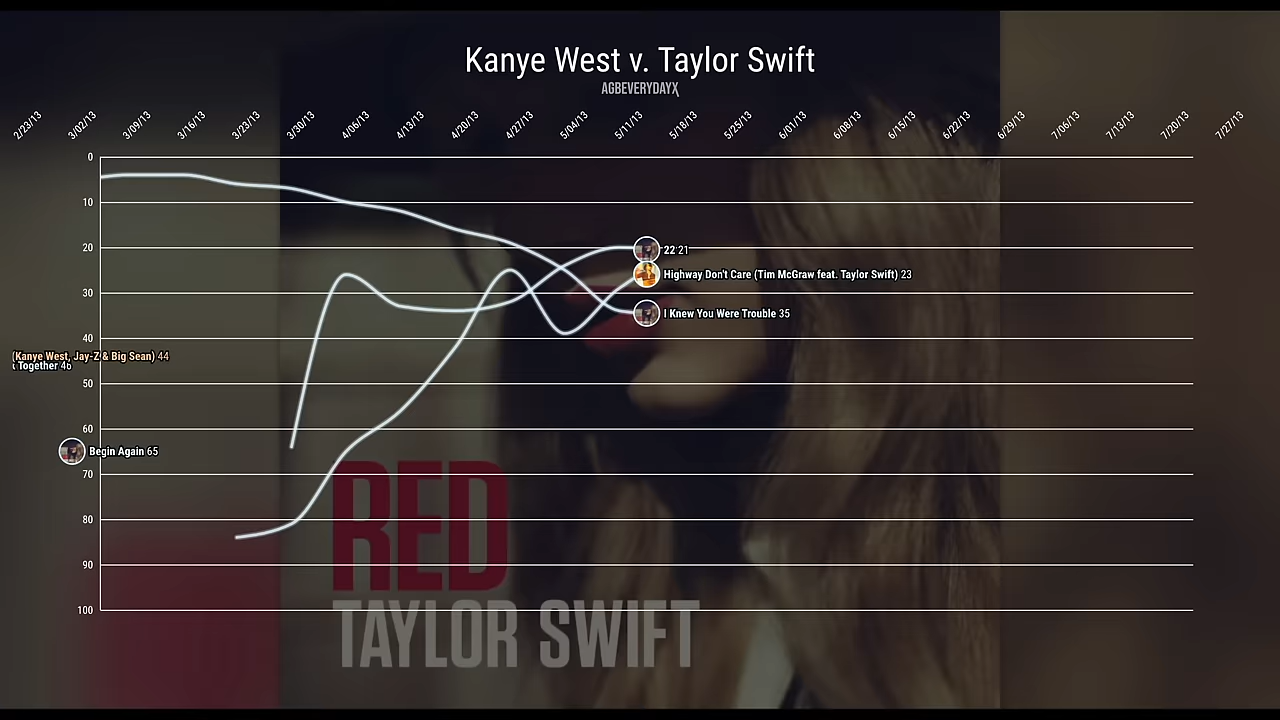 Kanye West v. Taylor Swift
AGBEVERYDAYX
2/23/13 3/02/13 3/09/13 3/16/13 3/23/13 3/30/13 4/06/13 4/13/13 4/20/13 4/27/13 5/04/13 5/11/13 5/18/13 5/25/13 6/01/13 6/08/13 6/15/13 6/22/13 6/29/13 7/06/13 7/13/13 7/20/13 7/27/13
0
10
20
22 21
Highway Don't Care (Tim McGraw feat. Taylor Swift) 23
30
I Knew You Were Trouble 35
40
(Kanye West, Jay-Z & Big Sean) 44
Together 46
50
60
Begin Again 65
70
80
90
100
RED
TAYLOR SWIFT